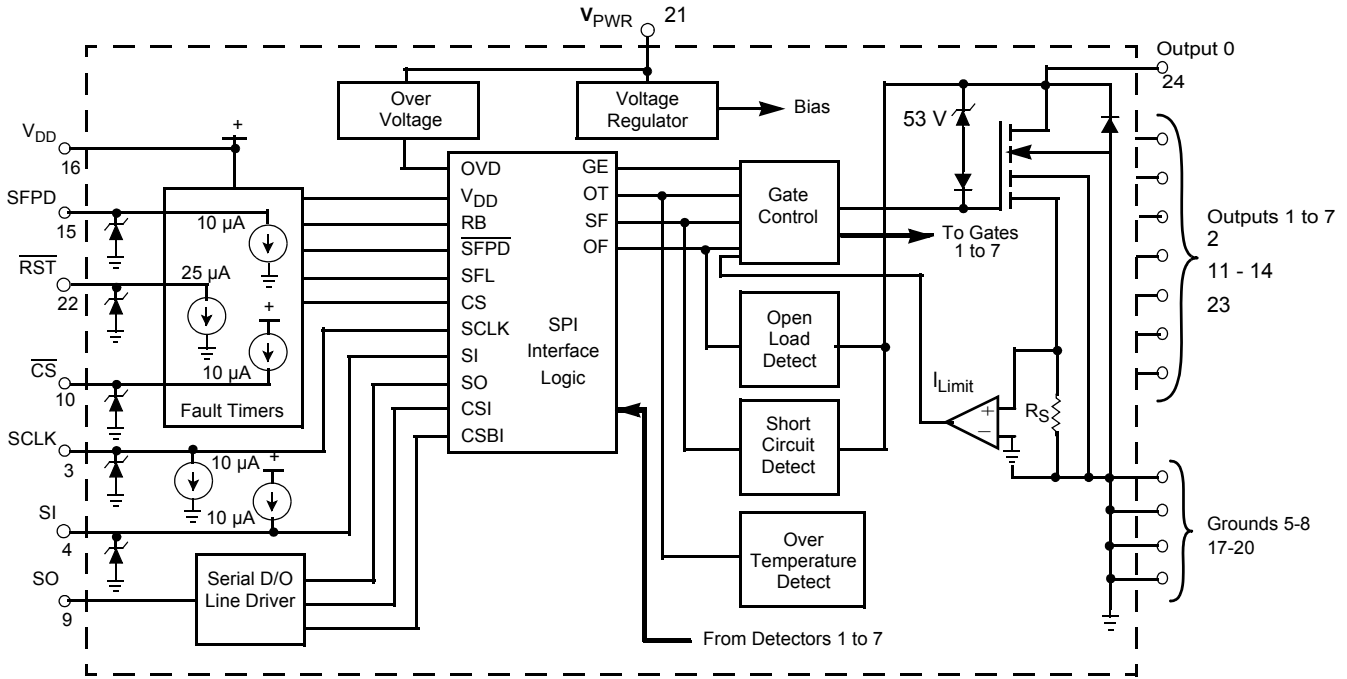 VPWR 21
Output 0
24
Over
Voltage
Voltage
Regulator
Bias
53 V
VDD
16
+
SFPD
15
10 µA
RST
22
25 µA
+
CS
10
10 µA
Fault Timers
SCLK
3
10 µA
+
SI
4
10 µA
SO
9
Serial D/O
Line Driver
OVD
VDD
RB
SFPD
SFL
CS
SCLK
SI
SO
CSI
CSBI
GE
OT
SF
OF
SPI
Interface
Logic
Gate
Control
To Gates
1 to 7
Open
Load
Detect
Short
Circuit
Detect
Over
Temperature
Detect
From Detectors 1 to 7
ILimit
+
–
RS
Outputs 1 to 7
2
11 - 14
23
Grounds 5-8
17-20